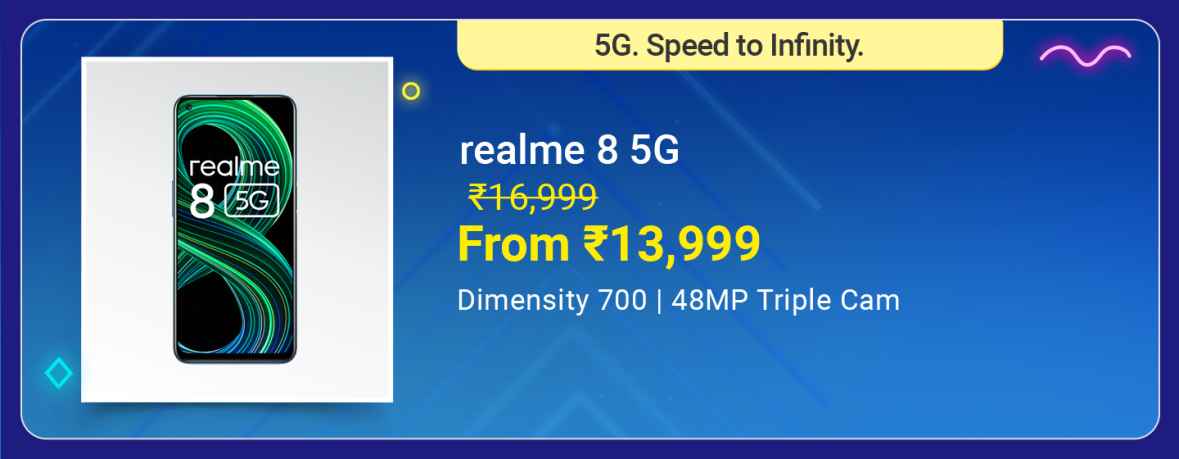 5G. Speed to Infinity.
realme
8 5G
realme 8 5G
₹16,999
From ₹13,999
Dimensity 700 | 48MP Triple Cam